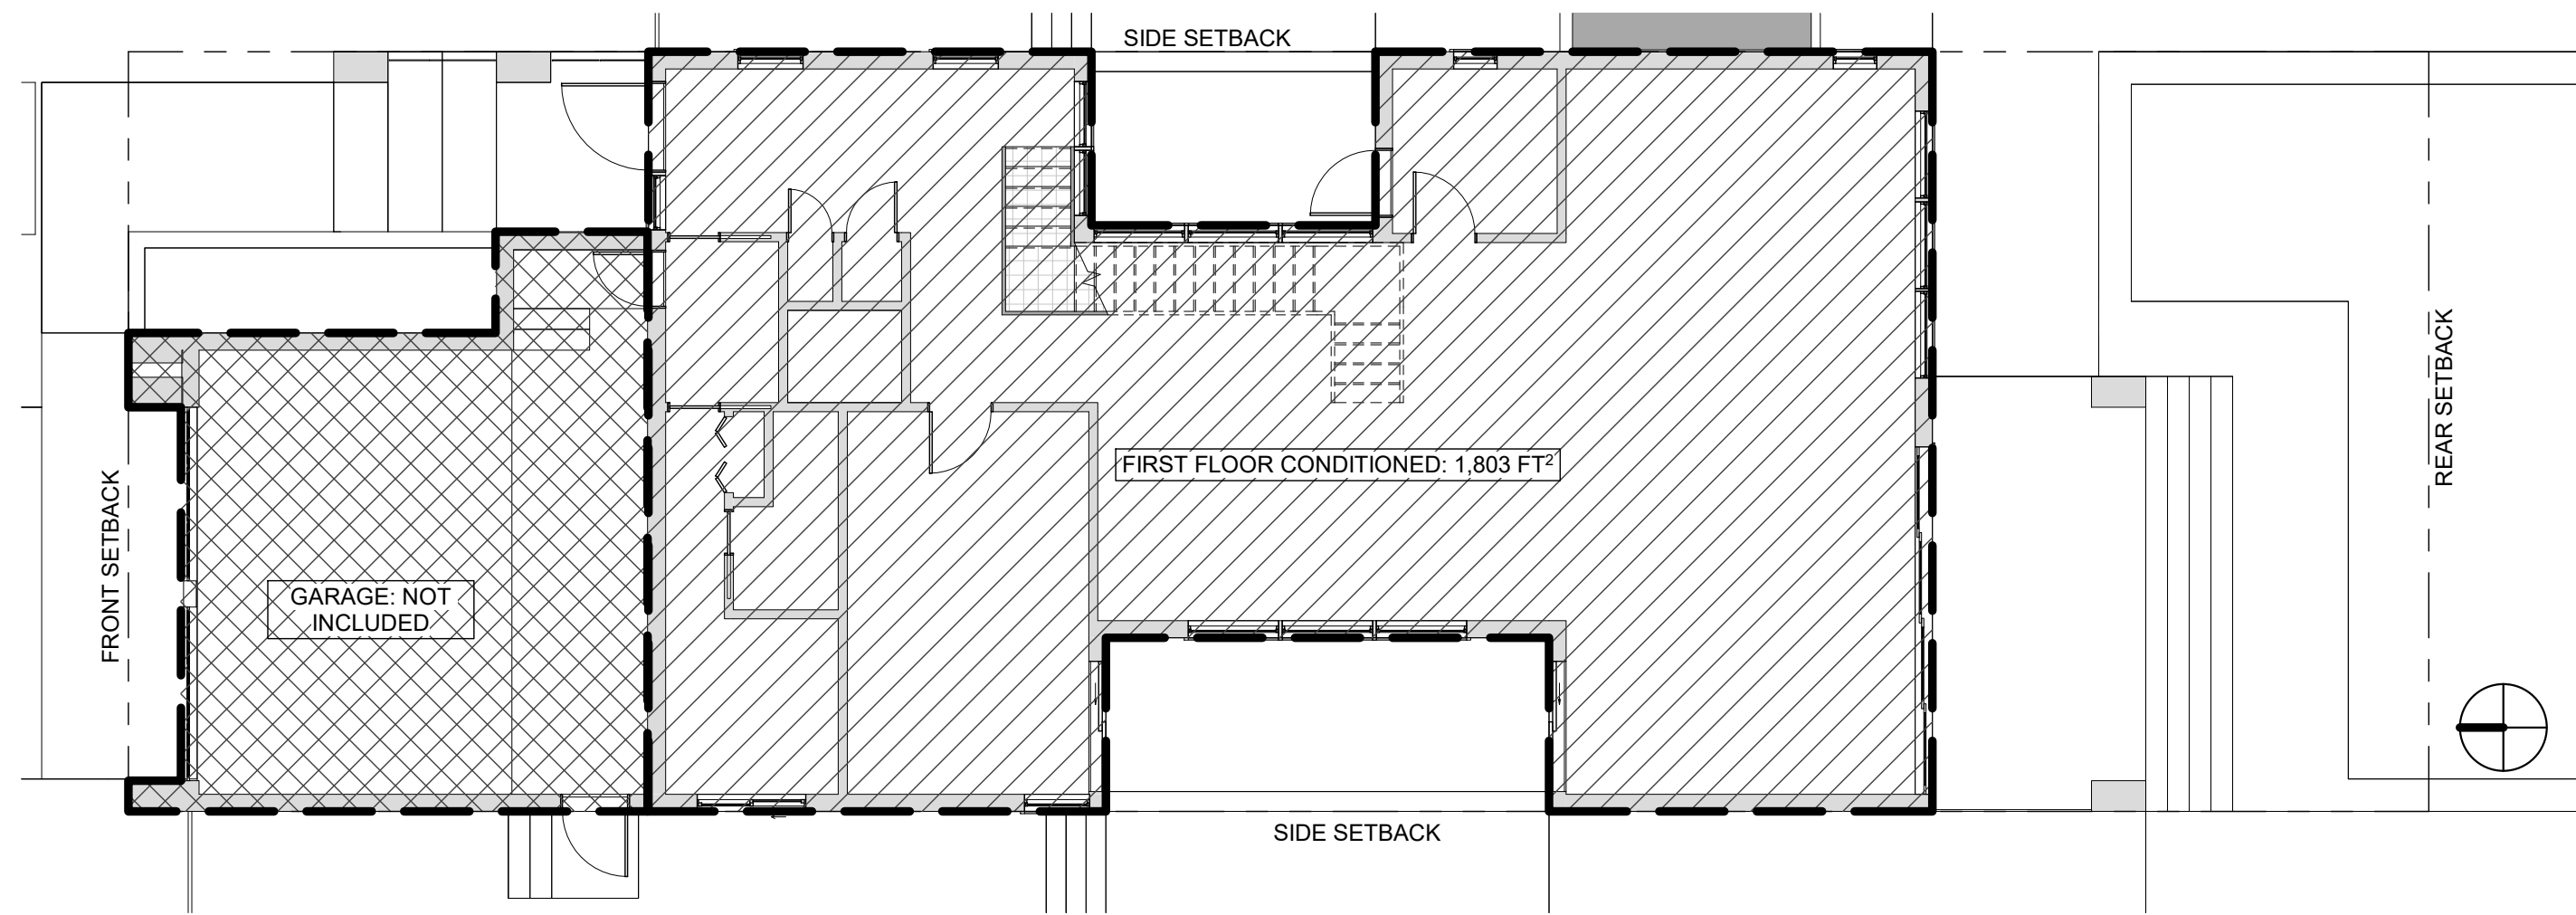 SIDE SETBACK
FRONT SETBACK
GARAGE: NOT
INCLUDED
FIRST FLOOR CONDITIONED: 1,803 FT²
REAR SETBACK
SIDE SETBACK